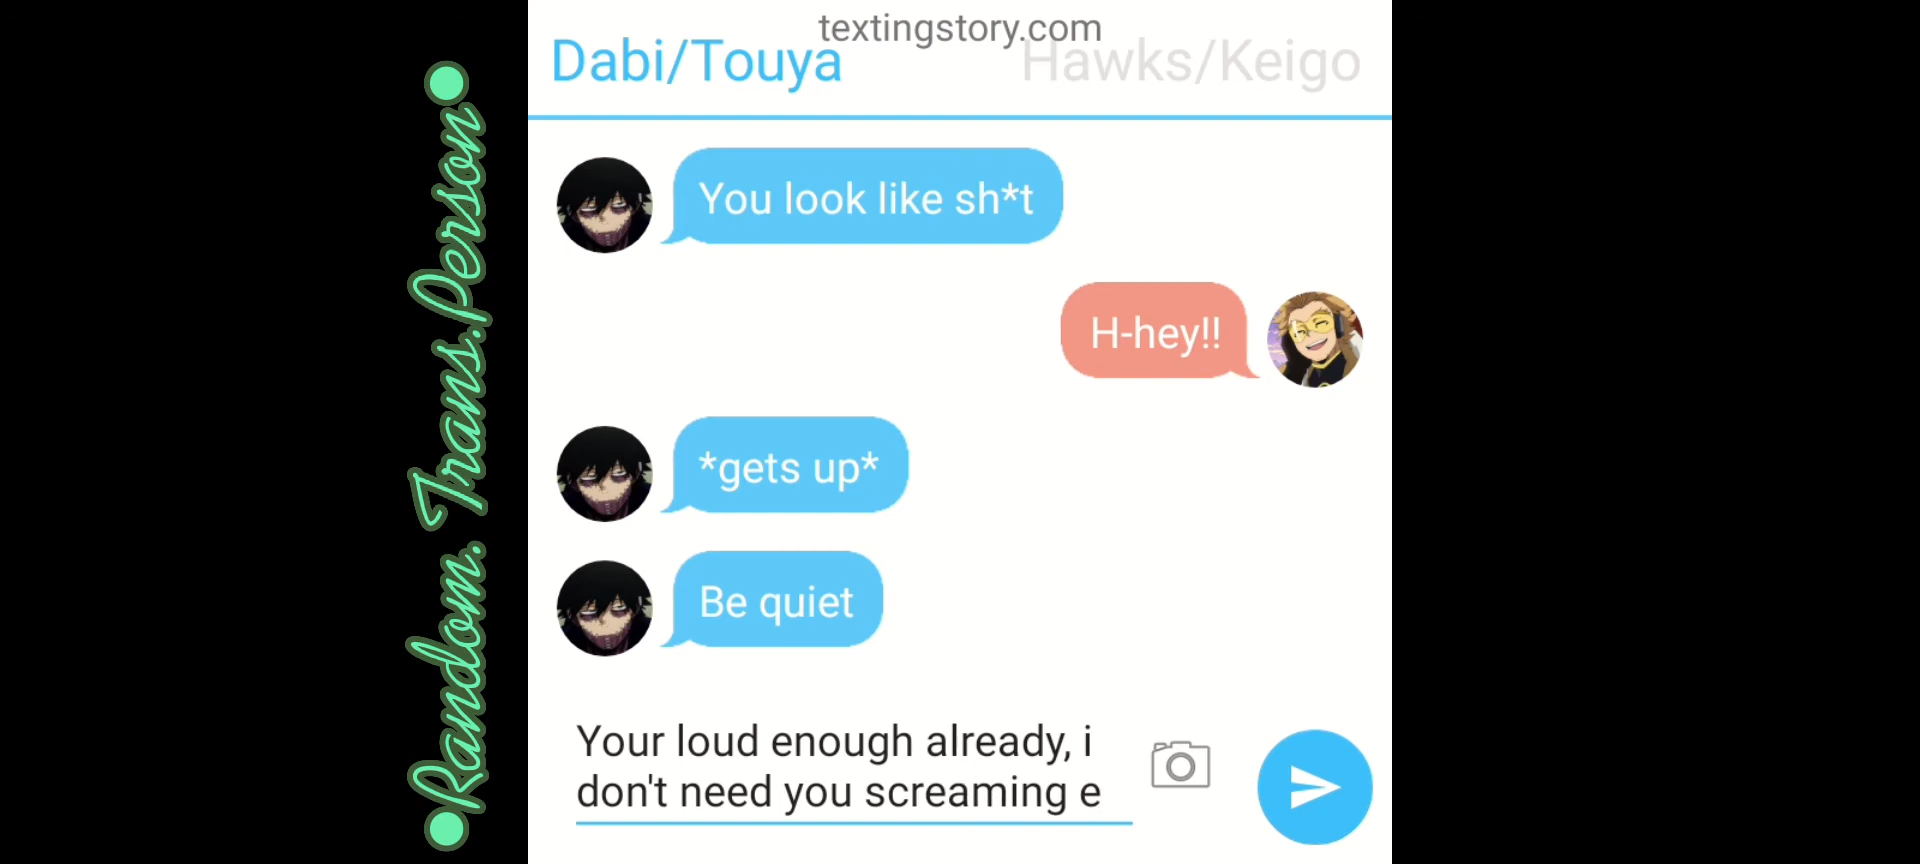 textingstory.com
Dabi/Touya
Hawks/Keigo
You look like sh*t
H-hey!!
*gets up*
Be quiet
Your loud enough already, i
don't need you screaming e
●Random.Trans.Person●